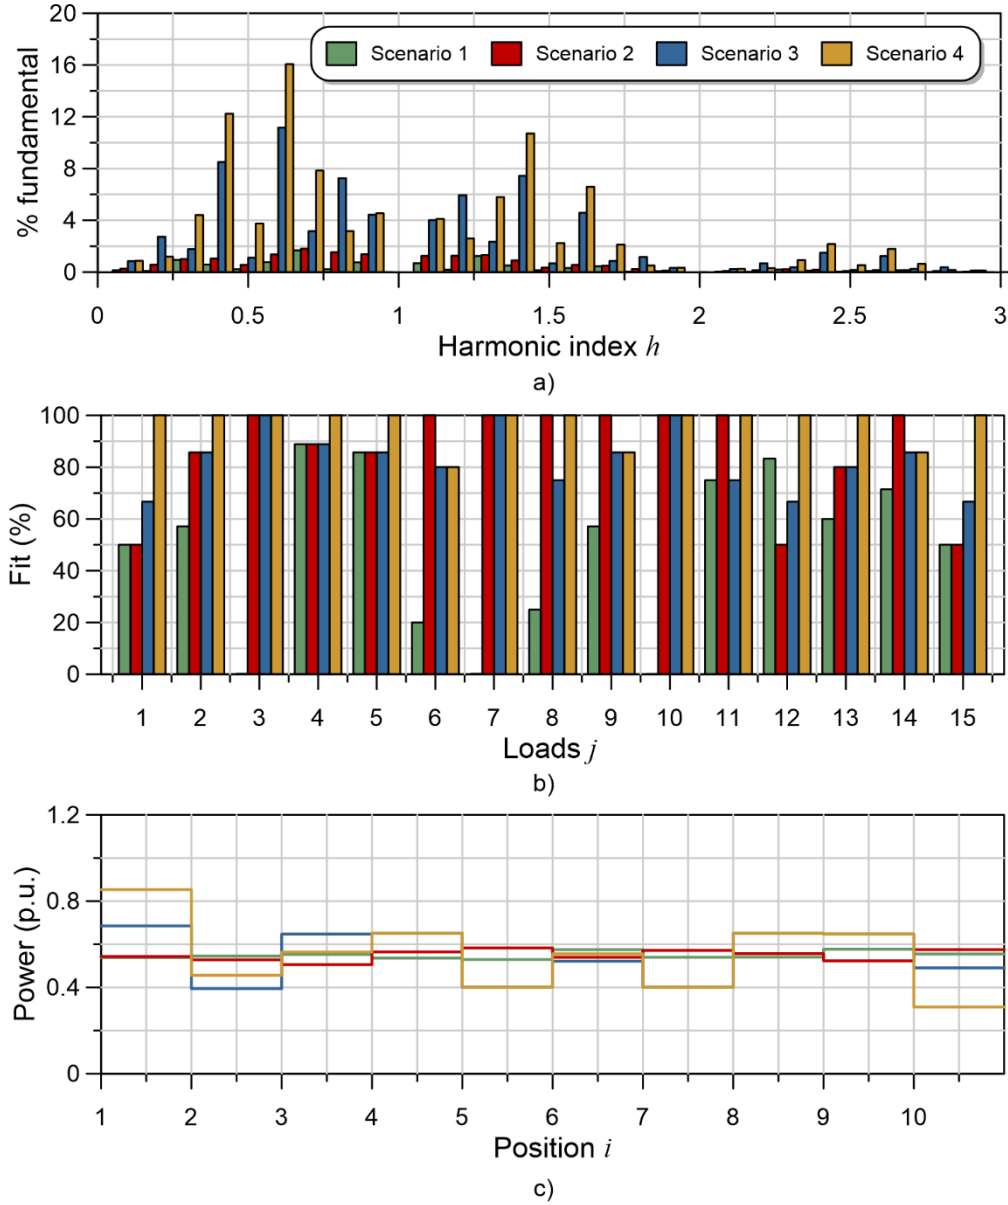 20
16
12
8
4
0
% fundamental
Scenario 1 Scenario 2 Scenario 3 Scenario 4
0 0.5 1 1.5 2 2.5 3
Harmonic index h
a)
100
80
60
40
20
0
Fit (%)
1 2 3 4 5 6 7 8 9 10 11 12 13 14 15
Loads j
b)
1.2
0.8
0.4
0
Power (p.u.)
1 2 3 4 5 6 7 8 9 10
Position i
c)